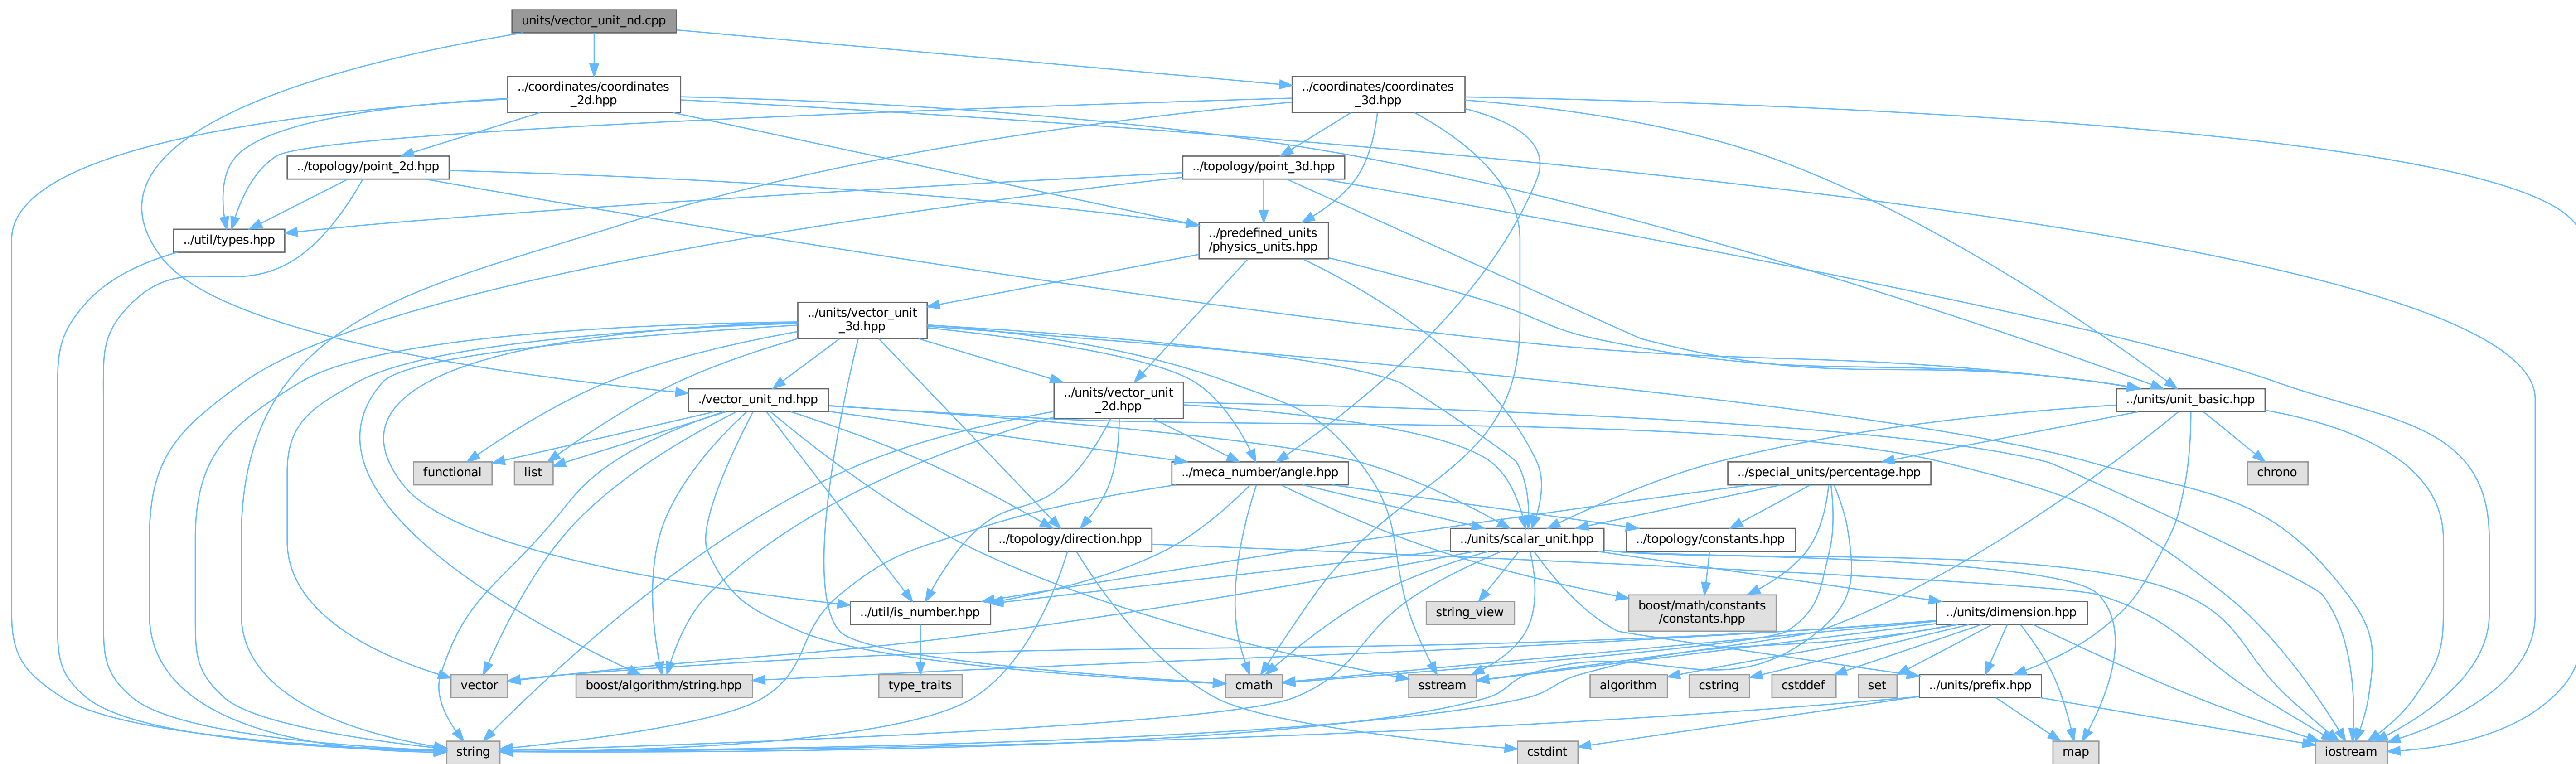 units/vector_unit_nd.cpp
../coordinates/coordinates
_2d.hpp
../coordinates/coordinates
_3d.hpp
../topology/point_2d.hpp
../topology/point_3d.hpp
../util/types.hpp
../predefined_units
/physics_units.hpp
../units/vector_unit
_3d.hpp
./vector_unit_nd.hpp
../units/vector_unit
_2d.hpp
../units/unit_basic.hpp
functional
list
../meca_number/angle.hpp
../special_units/percentage.hpp
chrono
../topology/direction.hpp
../units/scalar_unit.hpp
../topology/constants.hpp
../util/is_number.hpp
string_view
boost/math/constants
/constants.hpp
../units/dimension.hpp
vector
boost/algorithm/string.hpp
type_traits
cmath
sstream
algorithm
cstring
cstddef
set
../units/prefix.hpp
string
cstdint
map
iostream